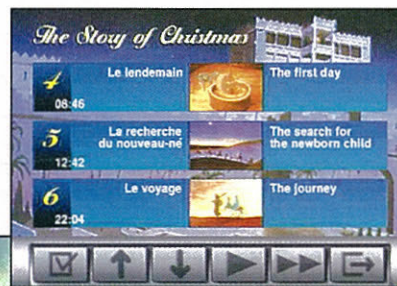 The Story of Christmas
4
Le lendemain
The first day
06:46
5
La recherche
du nouveau-né
The search for
the newborn child
12:42
6
Le voyage
The journey
22:04